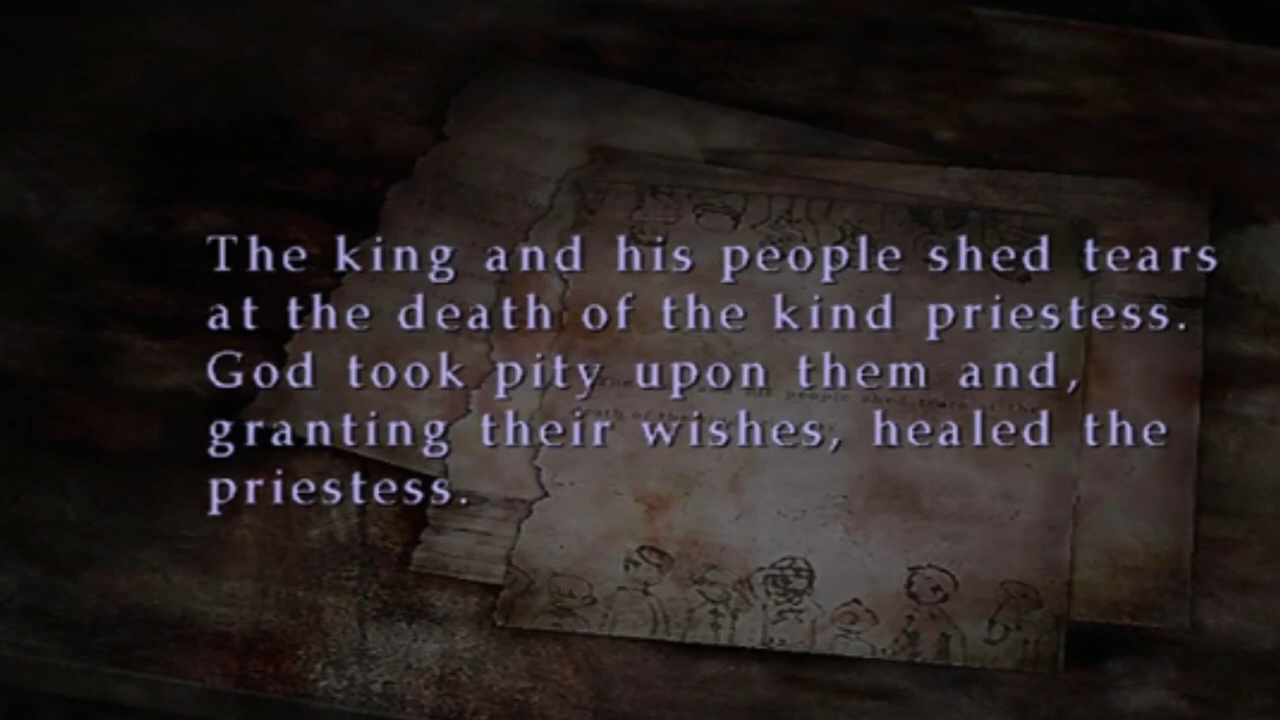 The king and his people shed tears
at the death of the kind priestess.
God took pity upon them and,
granting their wishes, healed the
priestess.